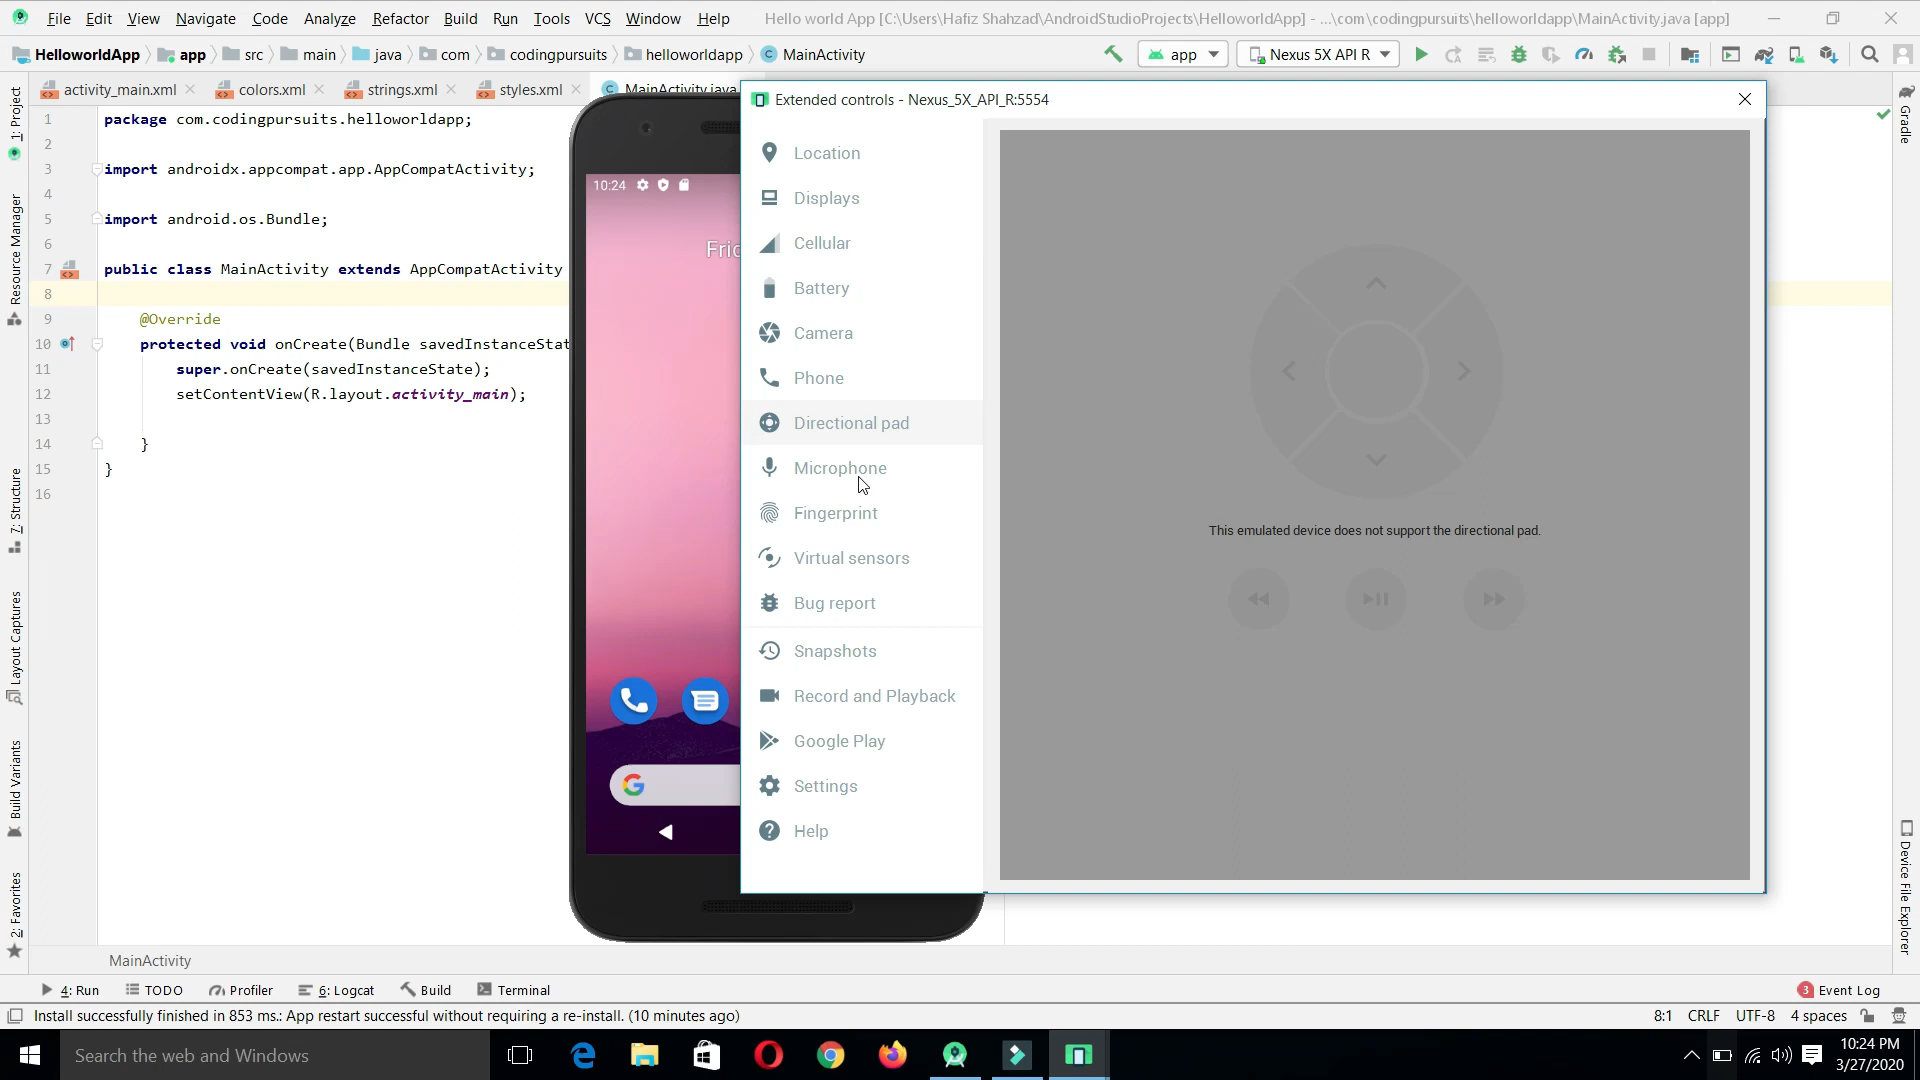 File Edit View Navigate Code Analyze Refactor Build Run Tools VCS Window Help Hello world App [C:\Users\Hafiz Shahzad\AndroidStudioProjects\HelloworldApp] - ...\com\codingpursuits\helloworldapp\MainActivity.java [app]
HelloworldApp app src main java com codingpursuits helloworldapp MainActivity app Nexus 5X API R
activity_main.xml colors.xml strings.xml styles.xml MainActivity.java
1: Project
Resource Manager
7: Structure
Layout Captures
Build Variants
2: Favorites
1 package com.codingpursuits.helloworldapp;
2
3 import androidx.appcompat.app.AppCompatActivity;
4
5 import android.os.Bundle;
6
7 public class MainActivity extends AppCompatActivity
8
9 @Override
10 protected void onCreate(Bundle savedInstanceStat
11 super.onCreate(savedInstanceState);
12 setContentView(R.layout.activity_main);
13
14 }
15 }
16
10:24
Fric
G
Extended controls - Nexus_5X_API_R:5554
Location
Displays
Cellular
Battery
Camera
Phone
Directional pad
Microphone
Fingerprint
Virtual sensors
Bug report
Snapshots
Record and Playback
Google Play
Settings
Help
This emulated device does not support the directional pad.
Gradle
Device File Explorer
MainActivity
4: Run TODO Profiler 6: Logcat Build Terminal 3 Event Log
Install successfully finished in 853 ms.: App restart successful without requiring a re-install. (10 minutes ago) 8:1 CRLF UTF-8 4 spaces
Search the web and Windows
10:24 PM
3/27/2020